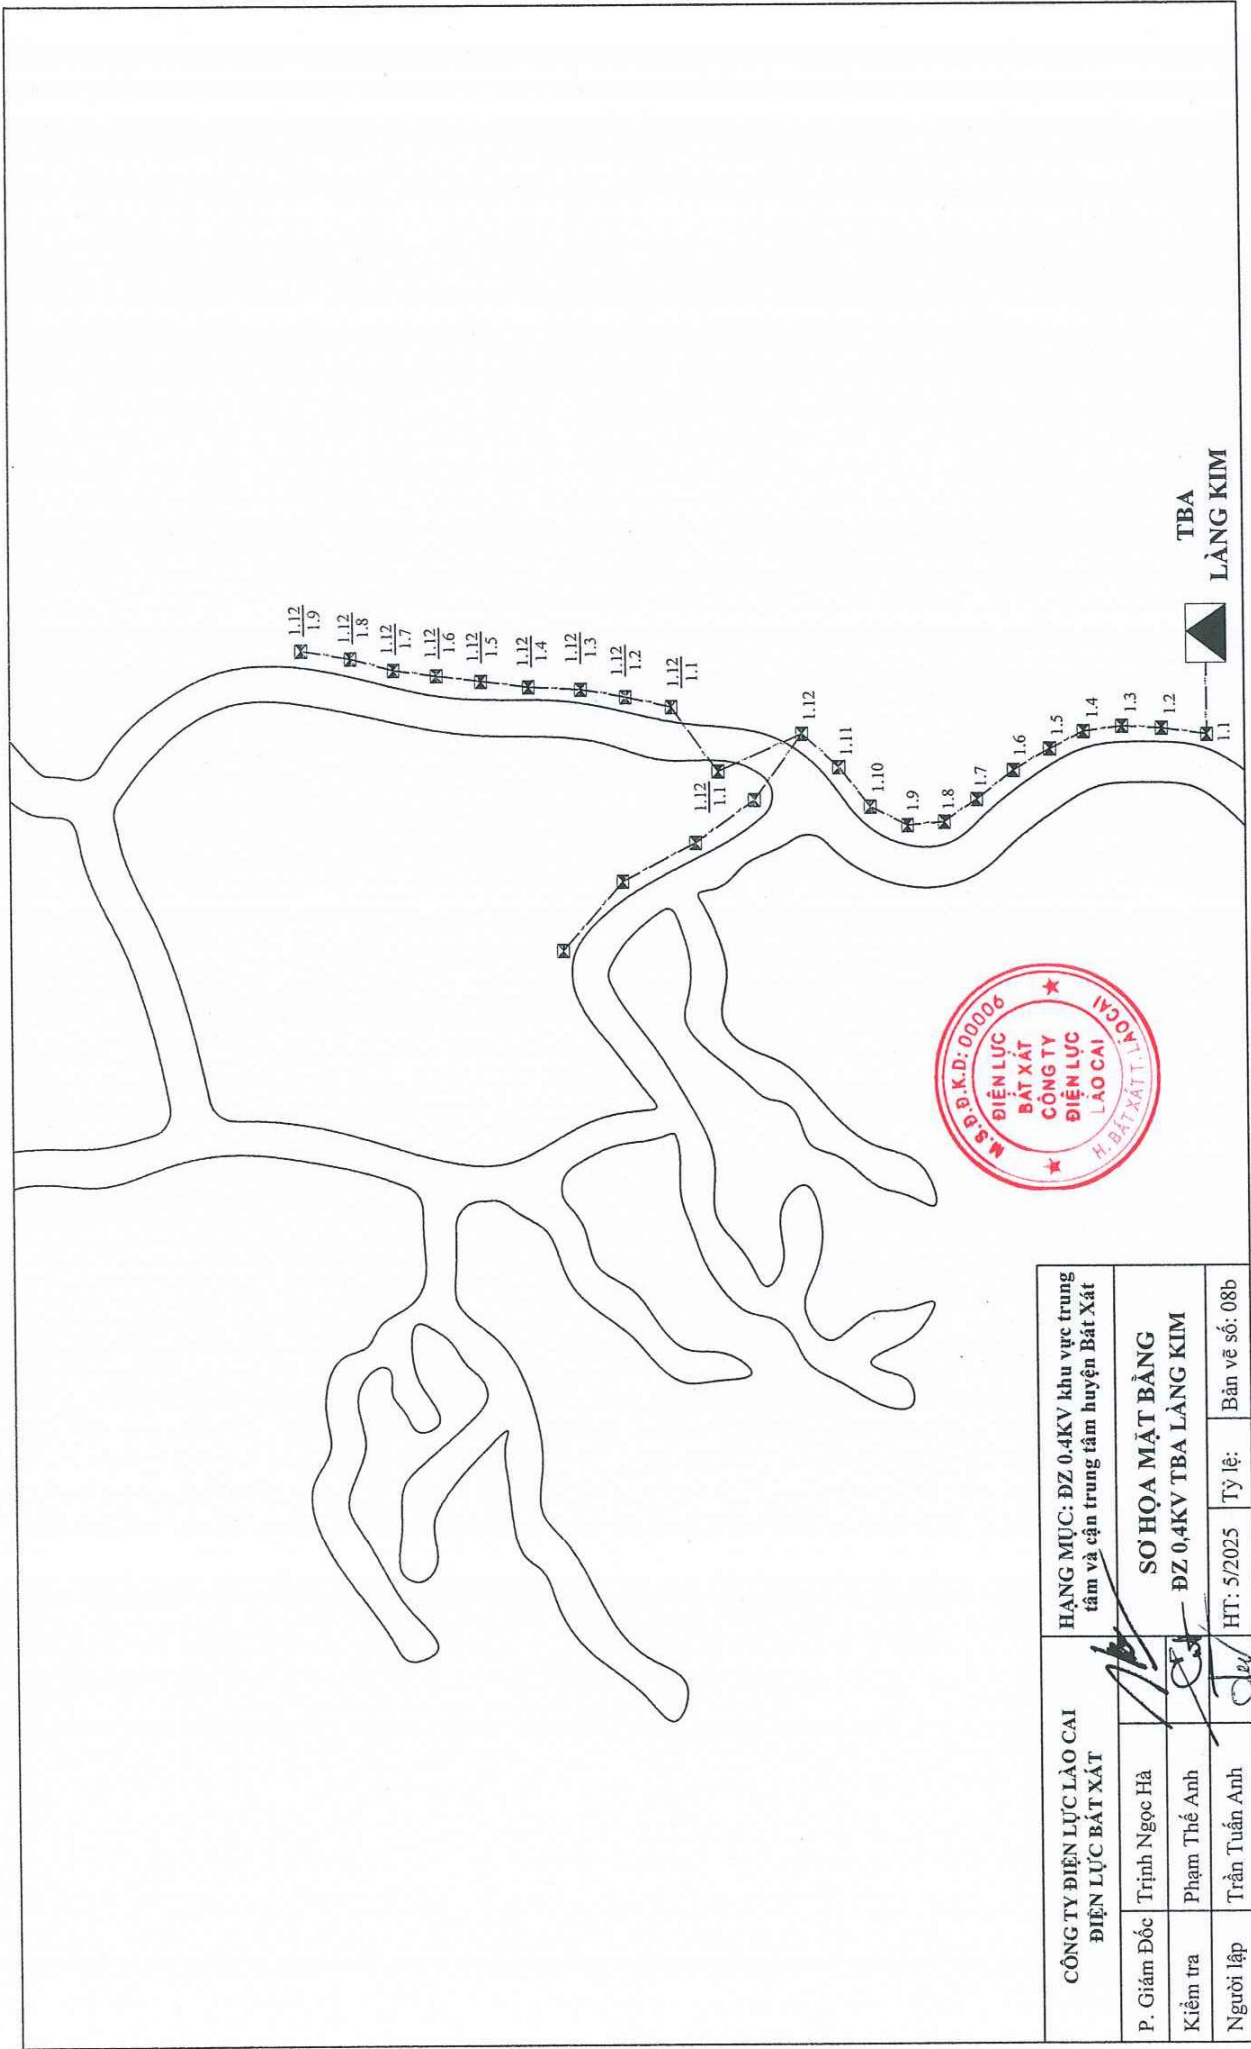 1.12
1.9
1.12
1.8
1.12
1.7
1.12
1.6
1.12
1.5
1.12
1.4
1.12
1.3
1.12
1.2
1.12
1.1
1.12
1.1
1.12
1.11
1.10
1.9
1.8
1.7
1.6
1.5
1.4
1.3
1.2
1.1
TBA
LÀNG KIM
M.S.Đ.Đ.K.D: 00006
ĐIỆN LỰC
BÁT XÁT
CÔNG TY
ĐIỆN LỰC
LÀO CAI
H. BÁT XÁT T. LÀO CAI
CÔNG TY ĐIỆN LỰC LÀO CAI
ĐIỆN LỰC BÁT XÁT
HẠNG MỤC: ĐZ 0.4KV khu vực trung
tâm và cận trung tâm huyện Bát Xát
P. Giám Đốc Trịnh Ngọc Hà
Kiểm tra Phạm Thế Anh
Người lập Trần Tuấn Anh
SƠ HỌA MẶT BẰNG
ĐZ 0,4KV TBA LÀNG KIM
HT: 5/2025 Tỷ lệ: Bản vẽ số: 08b